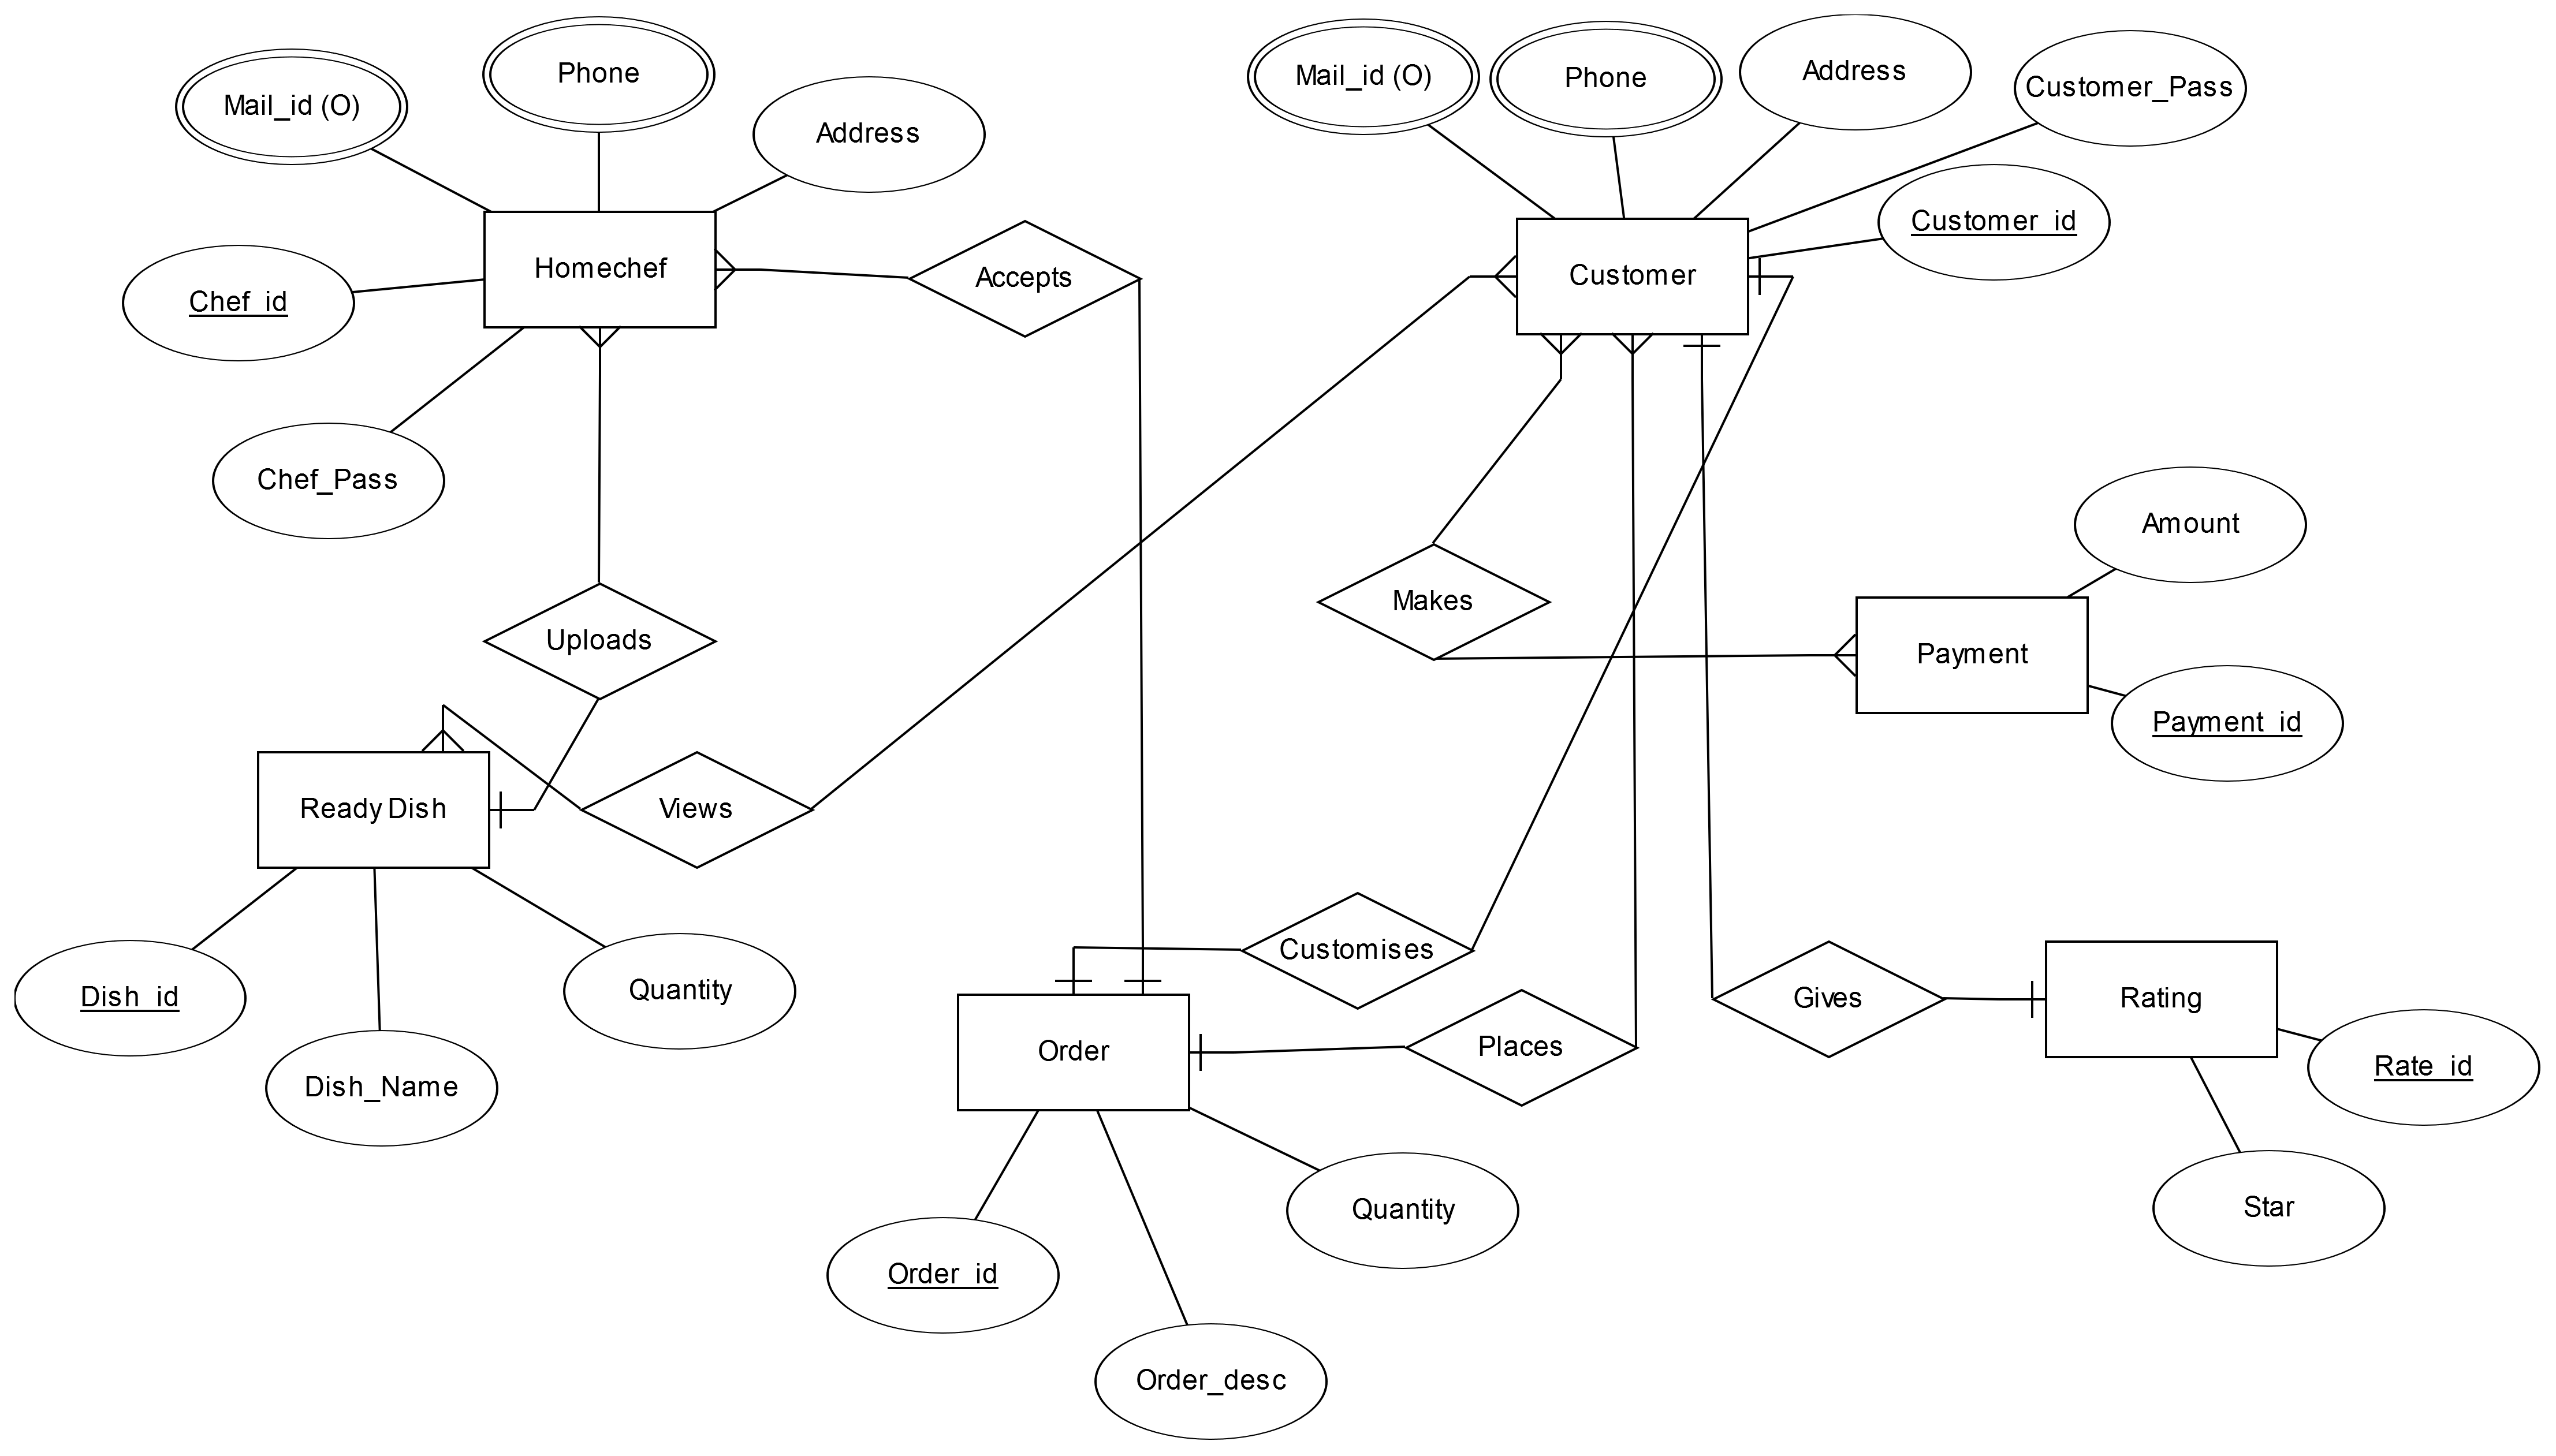 Mail_id (O)
Phone
Address
Homechef
Chef_id
Chef_Pass
Accepts
Mail_id (O)
Phone
Address
Customer_Pass
Customer_id
Customer
Uploads
Makes
Amount
Payment
Payment_id
Ready Dish
Views
Dish_id
Dish_Name
Quantity
Customises
Order
Places
Gives
Rating
Rate_id
Star
Quantity
Order_id
Order_desc